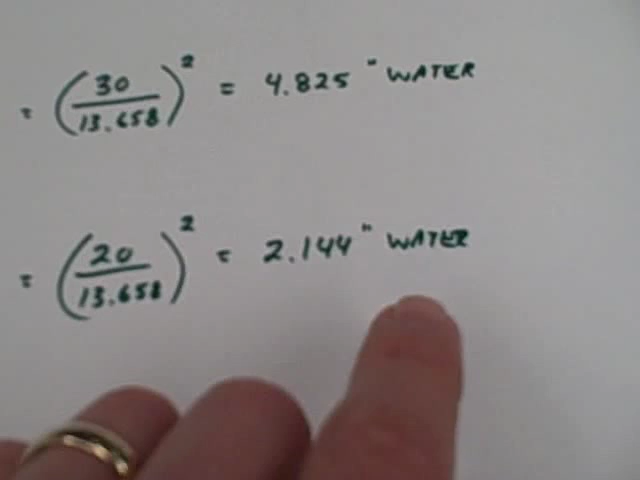 = (30/13.658)² = 4.825 " WATER
= (20/13.658)² = 2.144 " WATER